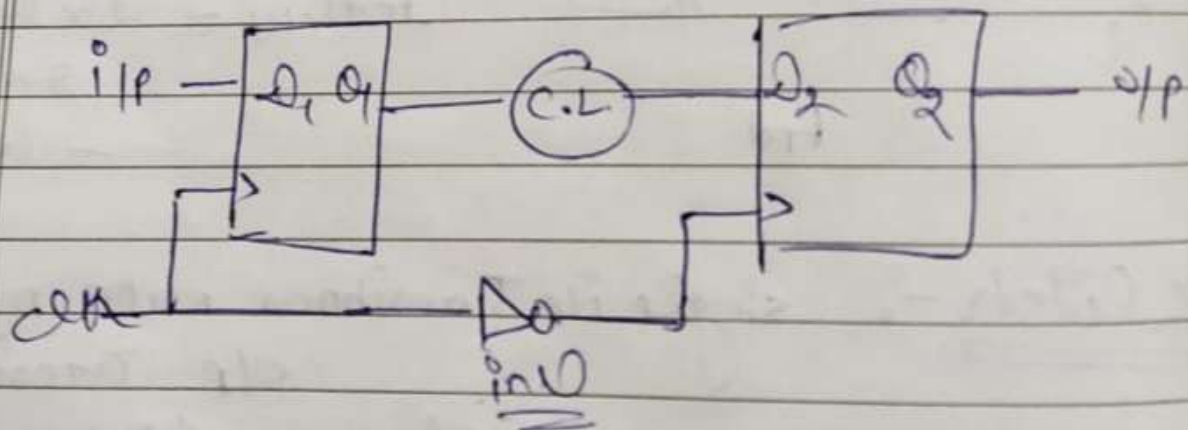 i/p D₁ Q₁ C.L D₂ Q₂ o/p
clk
inv